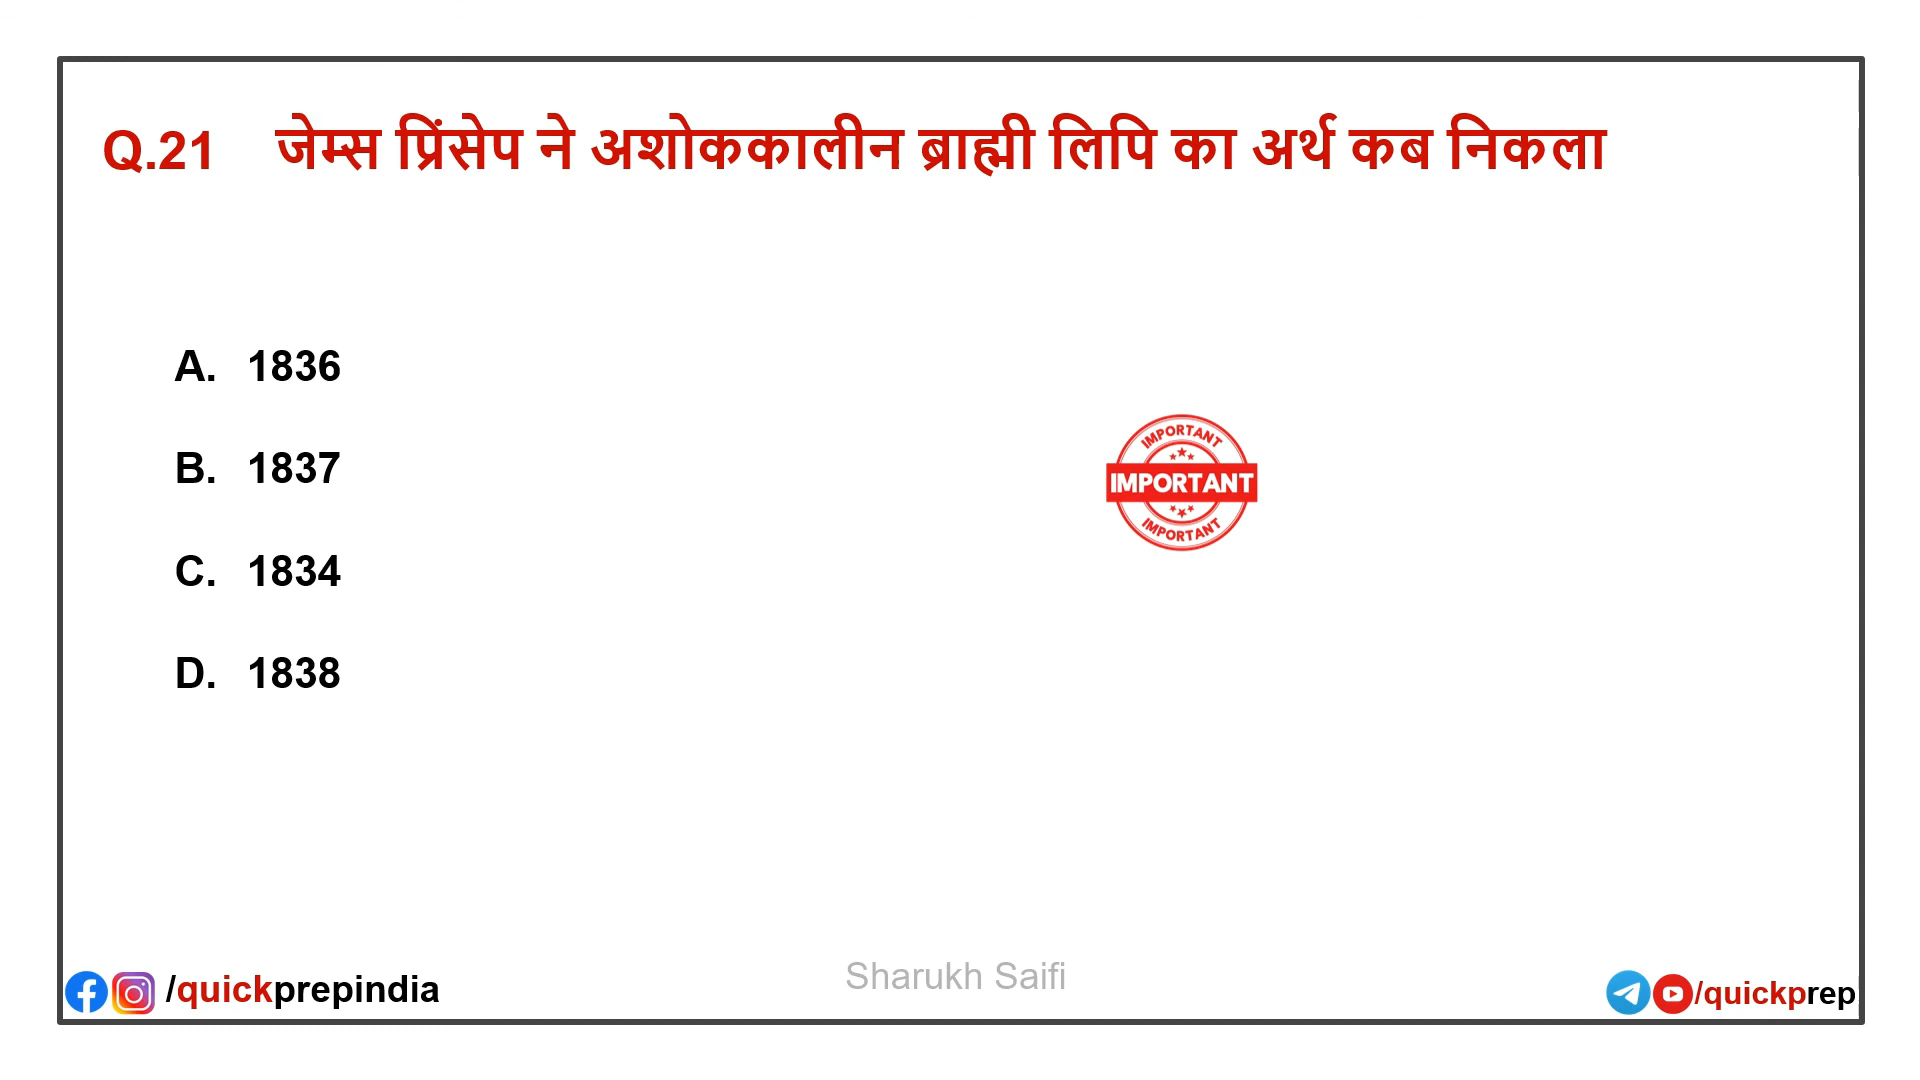 Q.21 जेम्स प्रिंसेप ने अशोककालीन ब्राह्मी लिपि का अर्थ कब निकला
A. 1836
B. 1837
C. 1834
D. 1838
IMPORTANT
IMPORTANT
IMPORTANT
/quickprepindia
Sharukh Saifi
/quickprep